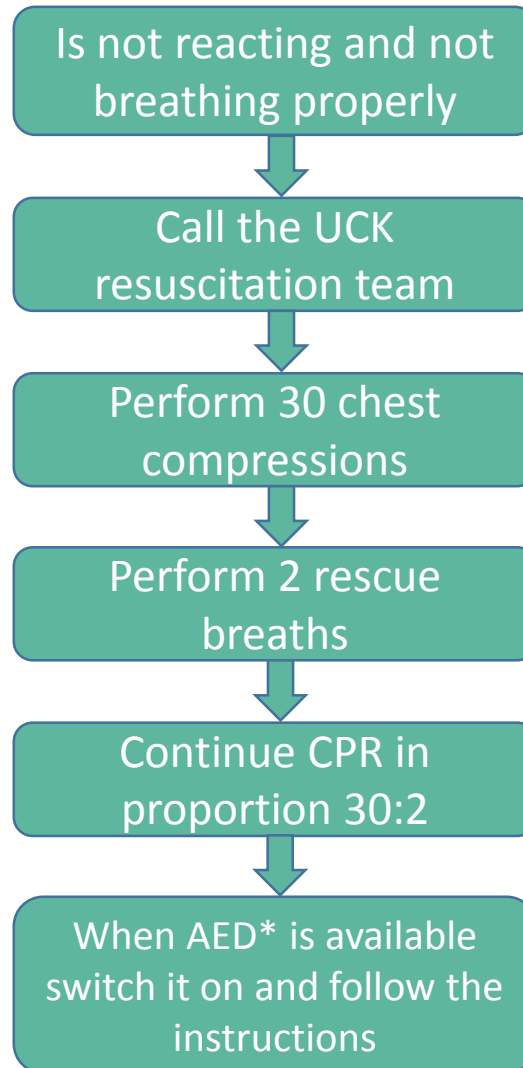 Is not reacting and not
breathing properly
Call the UCK
resuscitation team
Perform 30 chest
compressions
Perform 2 rescue
breaths
Continue CPR in
proportion 30:2
When AED* is available
switch it on and follow the
instructions